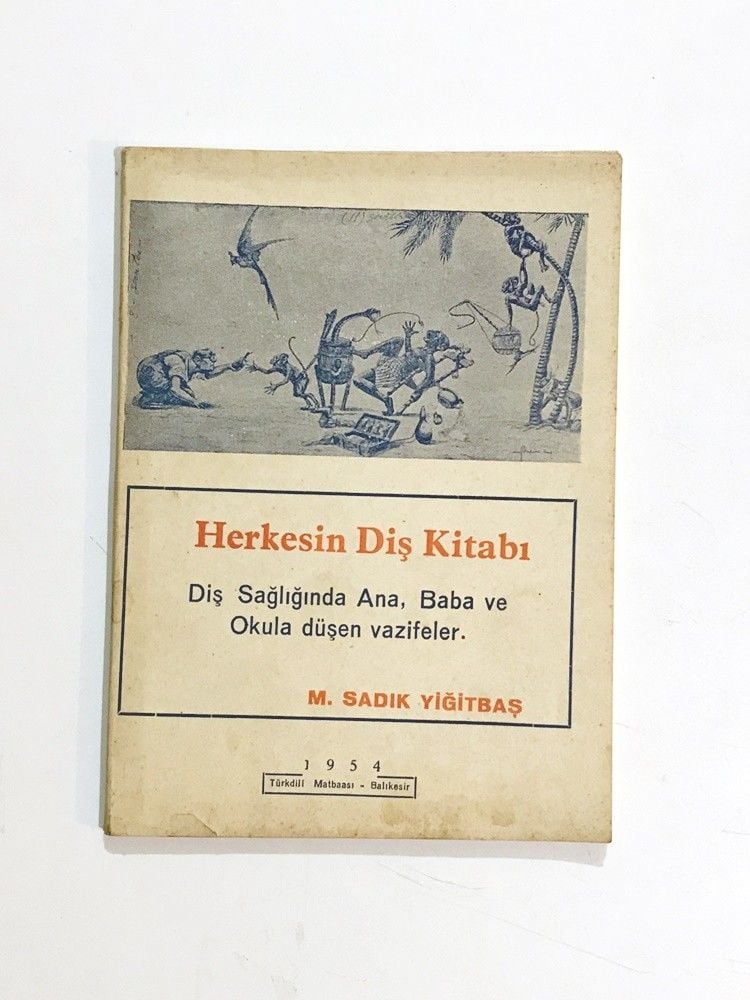 Herkesin Diş Kitabı
Diş Sağlığında Ana, Baba ve
Okula düşen vazifeler.
M. SADIK YİĞİTBAŞ
1954
Türkdili Matbaası - Balıkesir